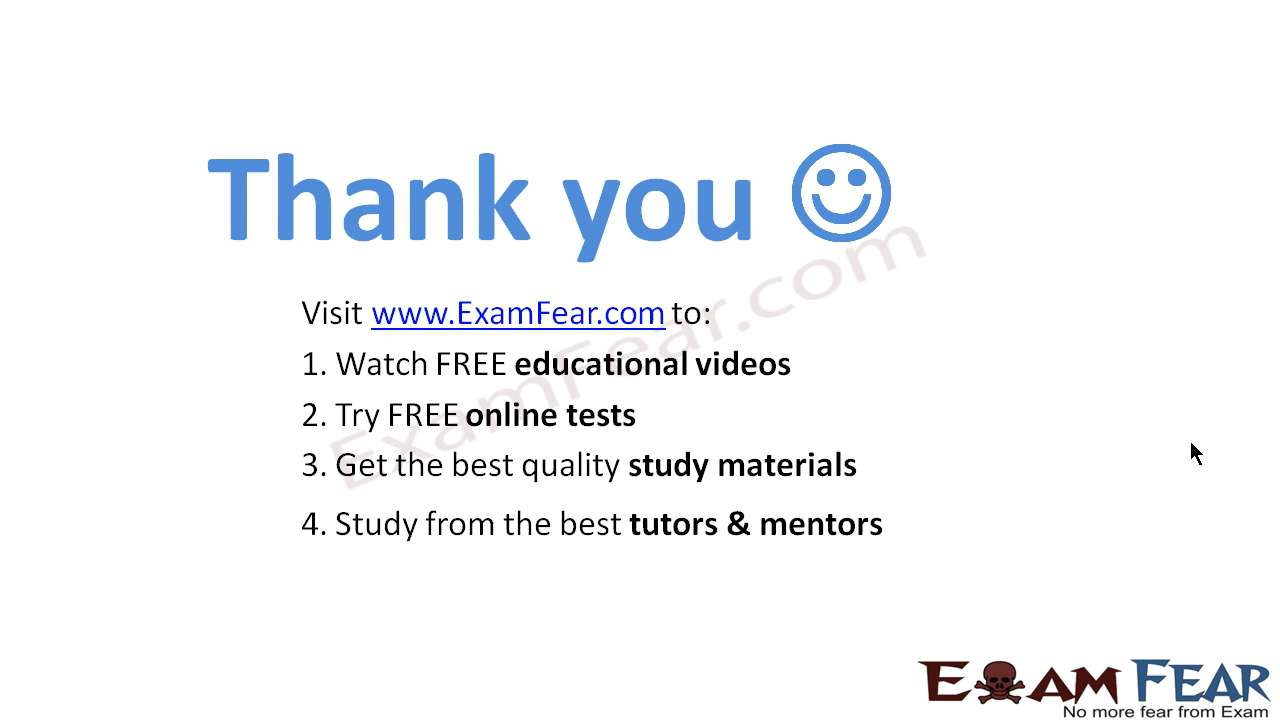 Thank you
Visit www.ExamFear.com to:
1. Watch FREE educational videos
2. Try FREE online tests
3. Get the best quality study materials
4. Study from the best tutors & mentors
ExamFear.com
EXAM FEAR
No more fear from Exam